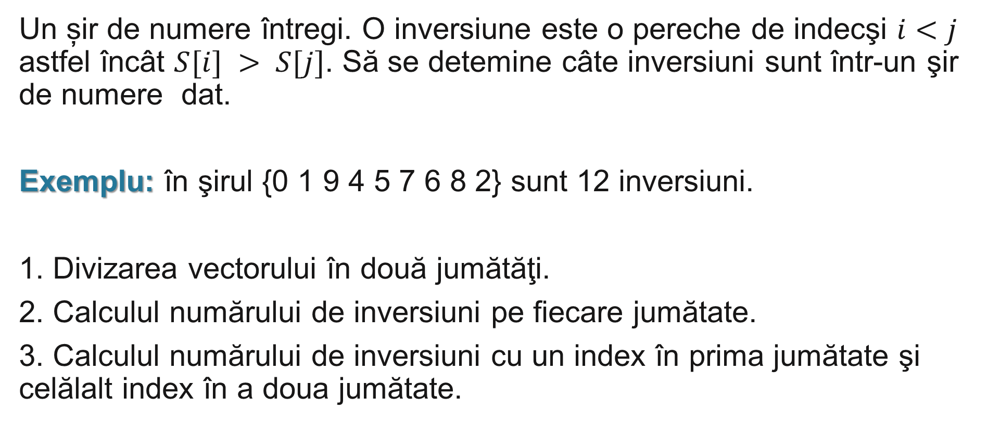 Un șir de numere întregi. O inversiune este o pereche de indecşi i < j
astfel încât S[i] > S[j]. Să se detemine câte inversiuni sunt într-un şir
de numere dat.
Exemplu: în şirul {0 1 9 4 5 7 6 8 2} sunt 12 inversiuni.
1. Divizarea vectorului în două jumătăţi.
2. Calculul numărului de inversiuni pe fiecare jumătate.
3. Calculul numărului de inversiuni cu un index în prima jumătate şi
celălalt index în a doua jumătate.